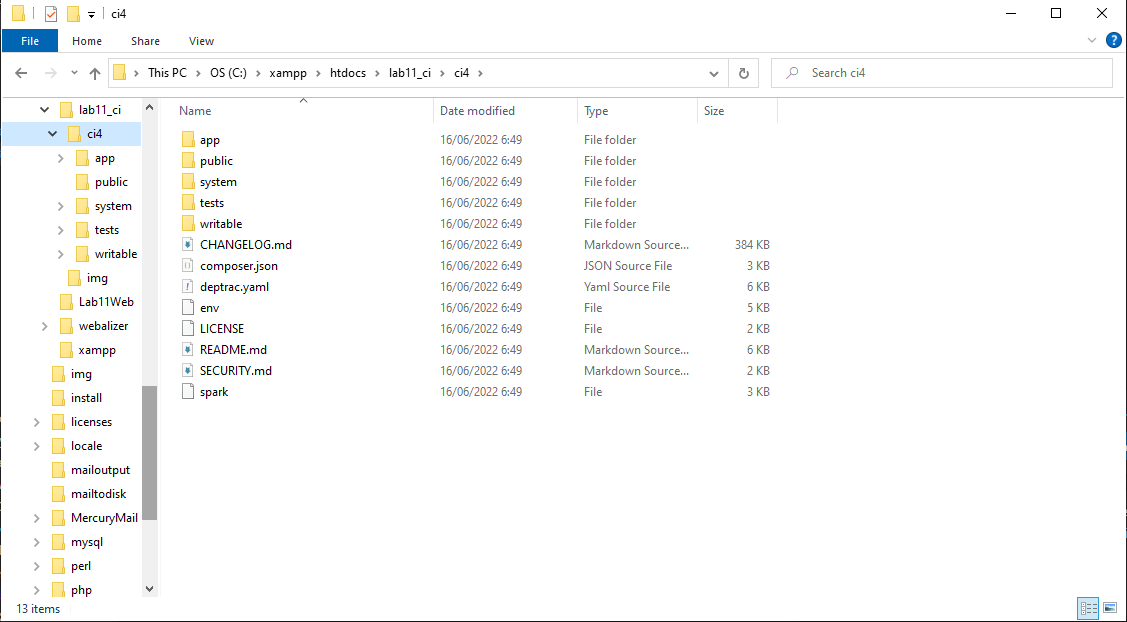 ci4
File Home Share View
This PC OS (C:) xampp htdocs lab11_ci ci4 Search ci4
lab11_ci
ci4
app
public
system
tests
writable
img
Lab11Web
webalizer
xampp
img
install
licenses
locale
mailoutput
mailtodisk
MercuryMail
mysql
perl
php
Name Date modified Type Size
app 16/06/2022 6:49 File folder
public 16/06/2022 6:49 File folder
system 16/06/2022 6:49 File folder
tests 16/06/2022 6:49 File folder
writable 16/06/2022 6:49 File folder
CHANGELOG.md 16/06/2022 6:49 Markdown Source... 384 KB
composer.json 16/06/2022 6:49 JSON Source File 3 KB
deptrac.yaml 16/06/2022 6:49 Yaml Source File 6 KB
env 16/06/2022 6:49 File 5 KB
LICENSE 16/06/2022 6:49 File 2 KB
README.md 16/06/2022 6:49 Markdown Source... 6 KB
SECURITY.md 16/06/2022 6:49 Markdown Source... 2 KB
spark 16/06/2022 6:49 File 3 KB
13 items